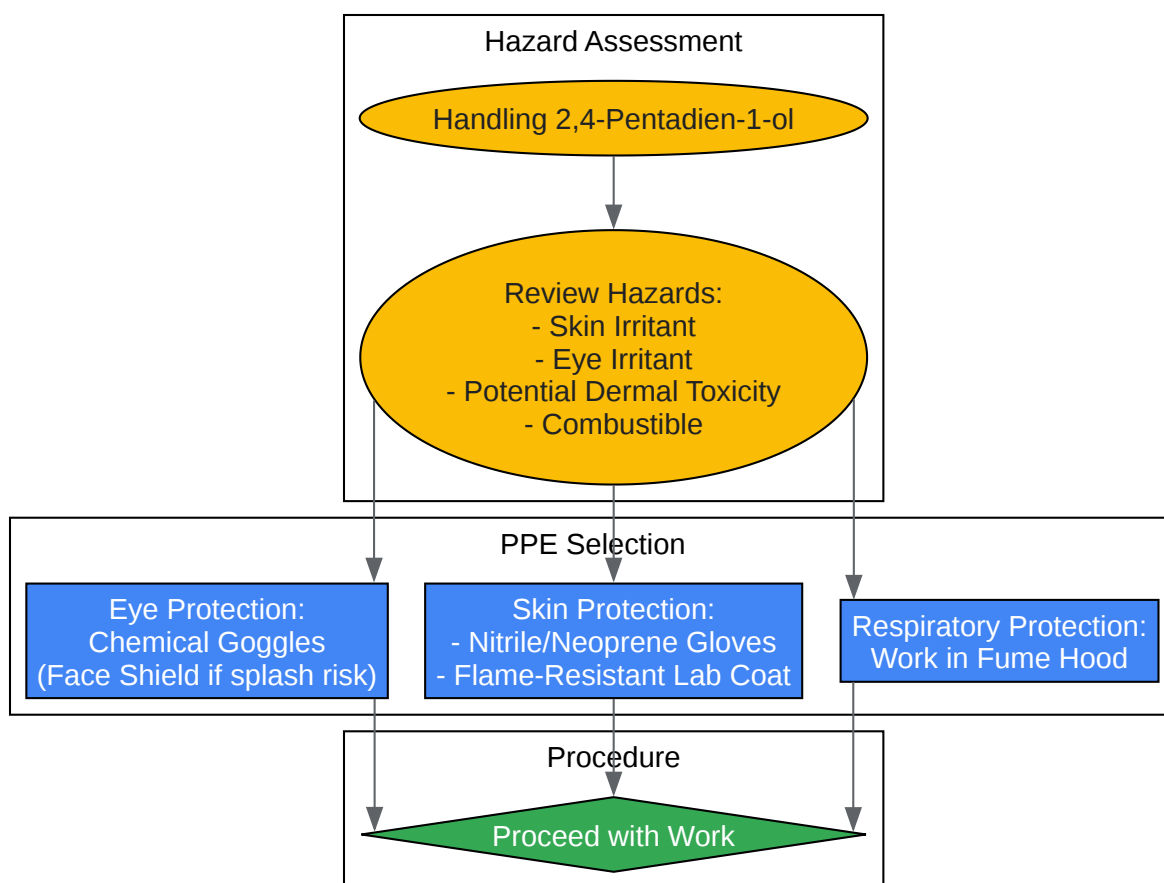 Hazard Assessment
Handling 2,4-Pentadien-1-ol
Review Hazards:
- Skin Irritant
- Eye Irritant
- Potential Dermal Toxicity
- Combustible
PPE Selection
Eye Protection:
Chemical Goggles
(Face Shield if splash risk)
Skin Protection:
- Nitrile/Neoprene Gloves
- Flame-Resistant Lab Coat
Respiratory Protection:
Work in Fume Hood
Procedure
Proceed with Work